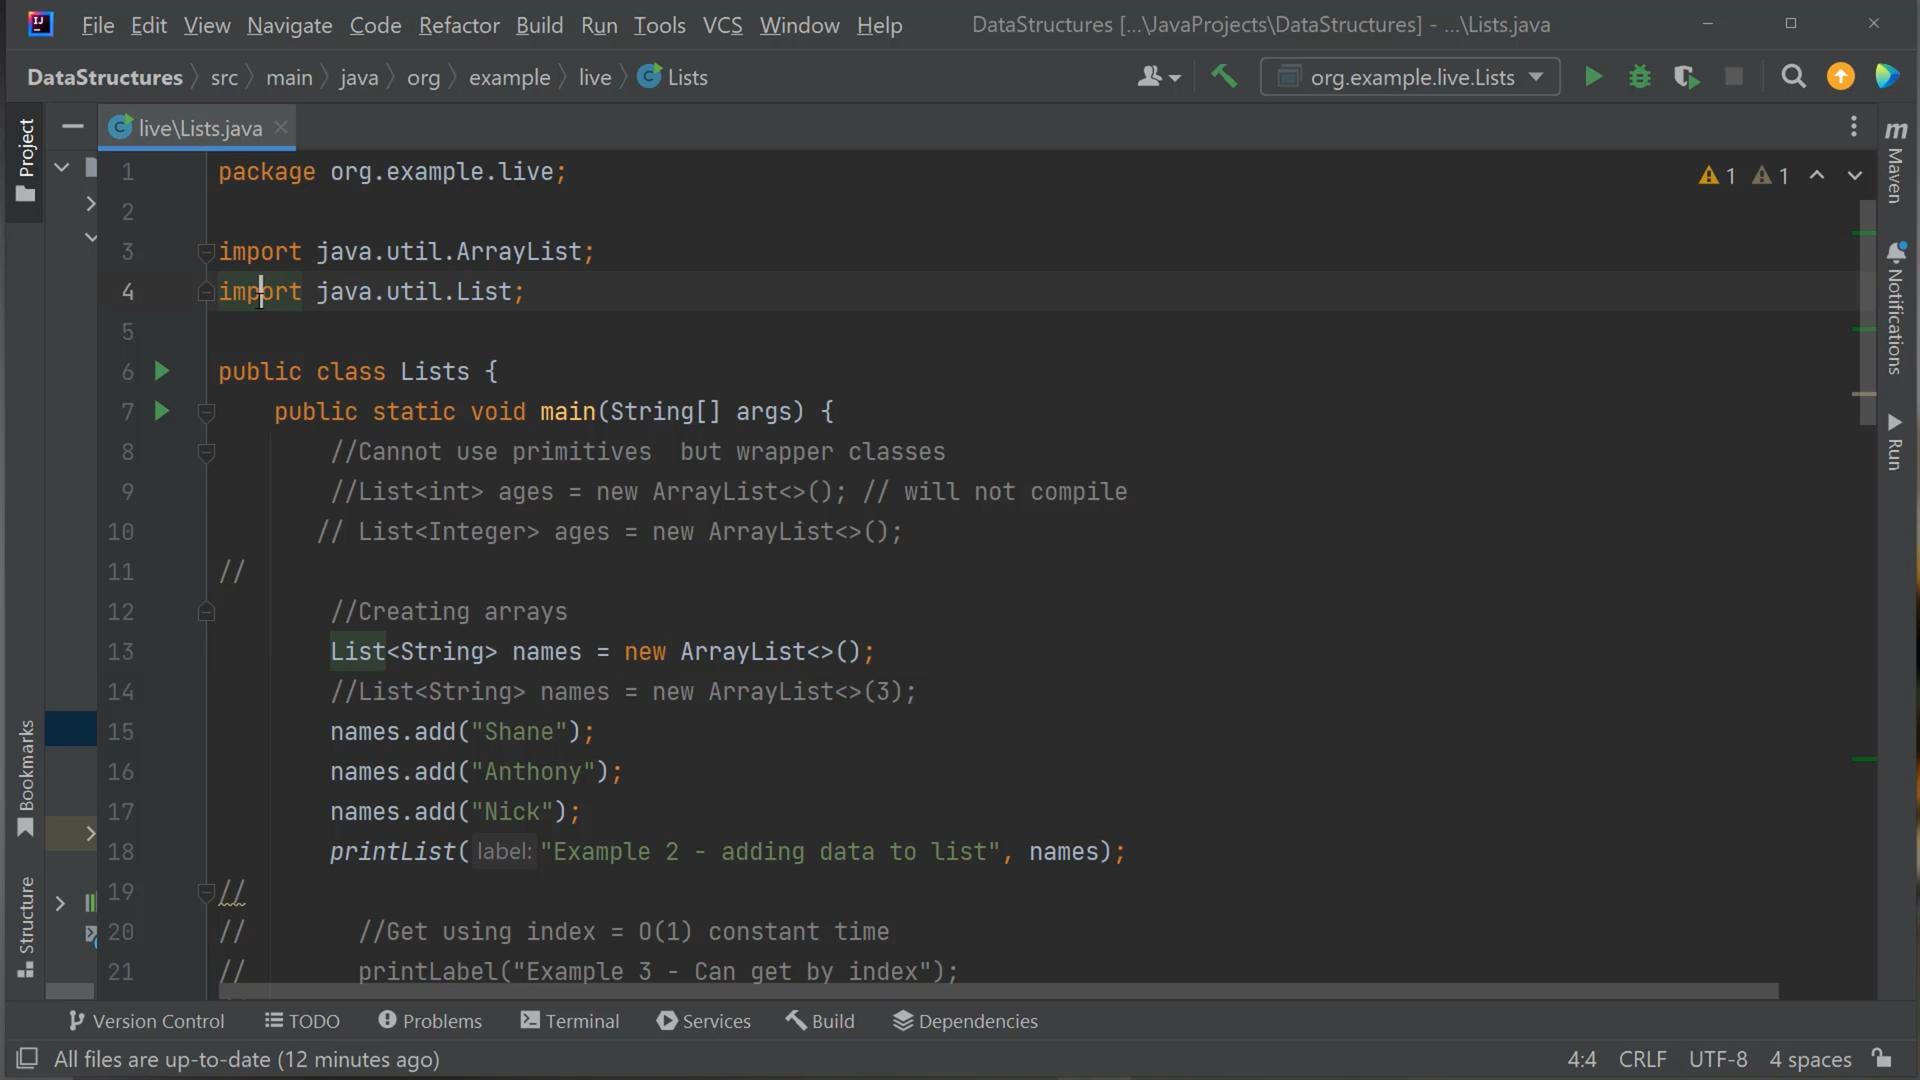 File Edit View Navigate Code Refactor Build Run Tools VCS Window Help DataStructures [...\JavaProjects\DataStructures] - ...\Lists.java
DataStructures src main java org example live Lists org.example.live.Lists
live\Lists.java
Project
Bookmarks
Structure
1 package org.example.live;
2
3 import java.util.ArrayList;
4 import java.util.List;
5
6 public class Lists {
7 public static void main(String[] args) {
8 //Cannot use primitives  but wrapper classes
9 //List<int> ages = new ArrayList<>(); // will not compile
10 // List<Integer> ages = new ArrayList<>();
11 //
12 //Creating arrays
13 List<String> names = new ArrayList<>();
14 //List<String> names = new ArrayList<>(3);
15 names.add("Shane");
16 names.add("Anthony");
17 names.add("Nick");
18 printList( label: "Example 2 - adding data to list", names);
19 //
20 // //Get using index = O(1) constant time
21 // printLabel("Example 3 - Can get by index");
1 1
m Maven
Notifications
Run
Version Control TODO Problems Terminal Services Build Dependencies
All files are up-to-date (12 minutes ago) 4:4 CRLF UTF-8 4 spaces